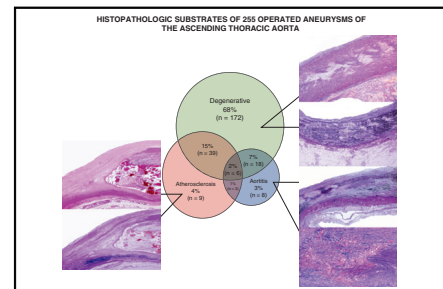 HISTOPATHOLOGIC SUBSTRATES OF 255 OPERATED ANEURYSMS OF
THE ASCENDING THORACIC AORTA
Degenerative
68%
(n = 172)
15%
(n = 39)
7%
(n = 18)
2%
Atherosclerosis
4%
(n = 9)
Aortitis
3%
(n = 8)